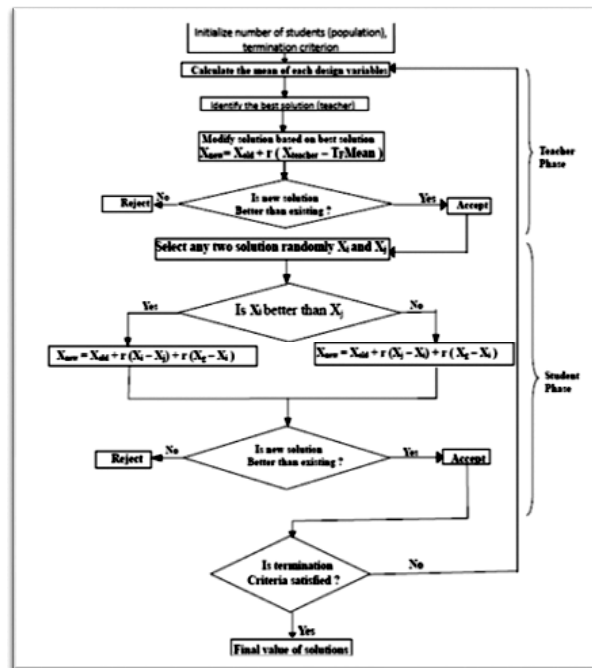 Initialize number of students (population),
termination criterion
Calculate the mean of each design variables
Identify the best solution (teacher)
Modify solution based on best solution
Xnew = Xold + r ( Xteacher – TFMean )
Teacher
Phase
No
Is new solution
Better than existing ?
Yes
Reject
Accept
Select any two solution randomly Xi and Xj
Yes
Is Xi better than Xj
No
Xnew = Xold + r (Xi – Xj) + r (Xg – Xi )
Xnew = Xold + r (Xj – Xi) + r ( Xg – Xi )
Student
Phase
No
Is new solution
Better than existing ?
Yes
Reject
Accept
Is termination
Criteria satisfied ?
No
Yes
Final value of solutions